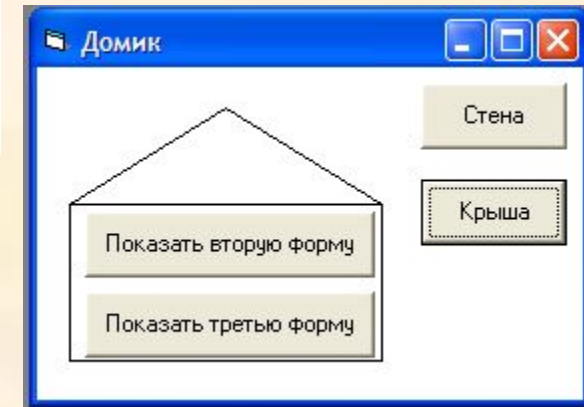 Домик
Стена
Крыша
Показать вторую форму
Показать третью форму